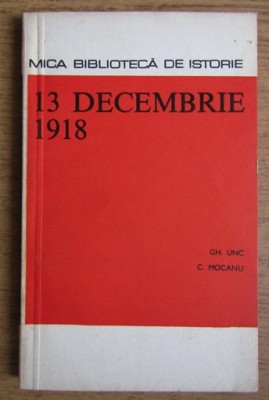 MICA BIBLIOTECĂ DE ISTORIE
13 DECEMBRIE
1918
GH. UNC
C. MOCANU